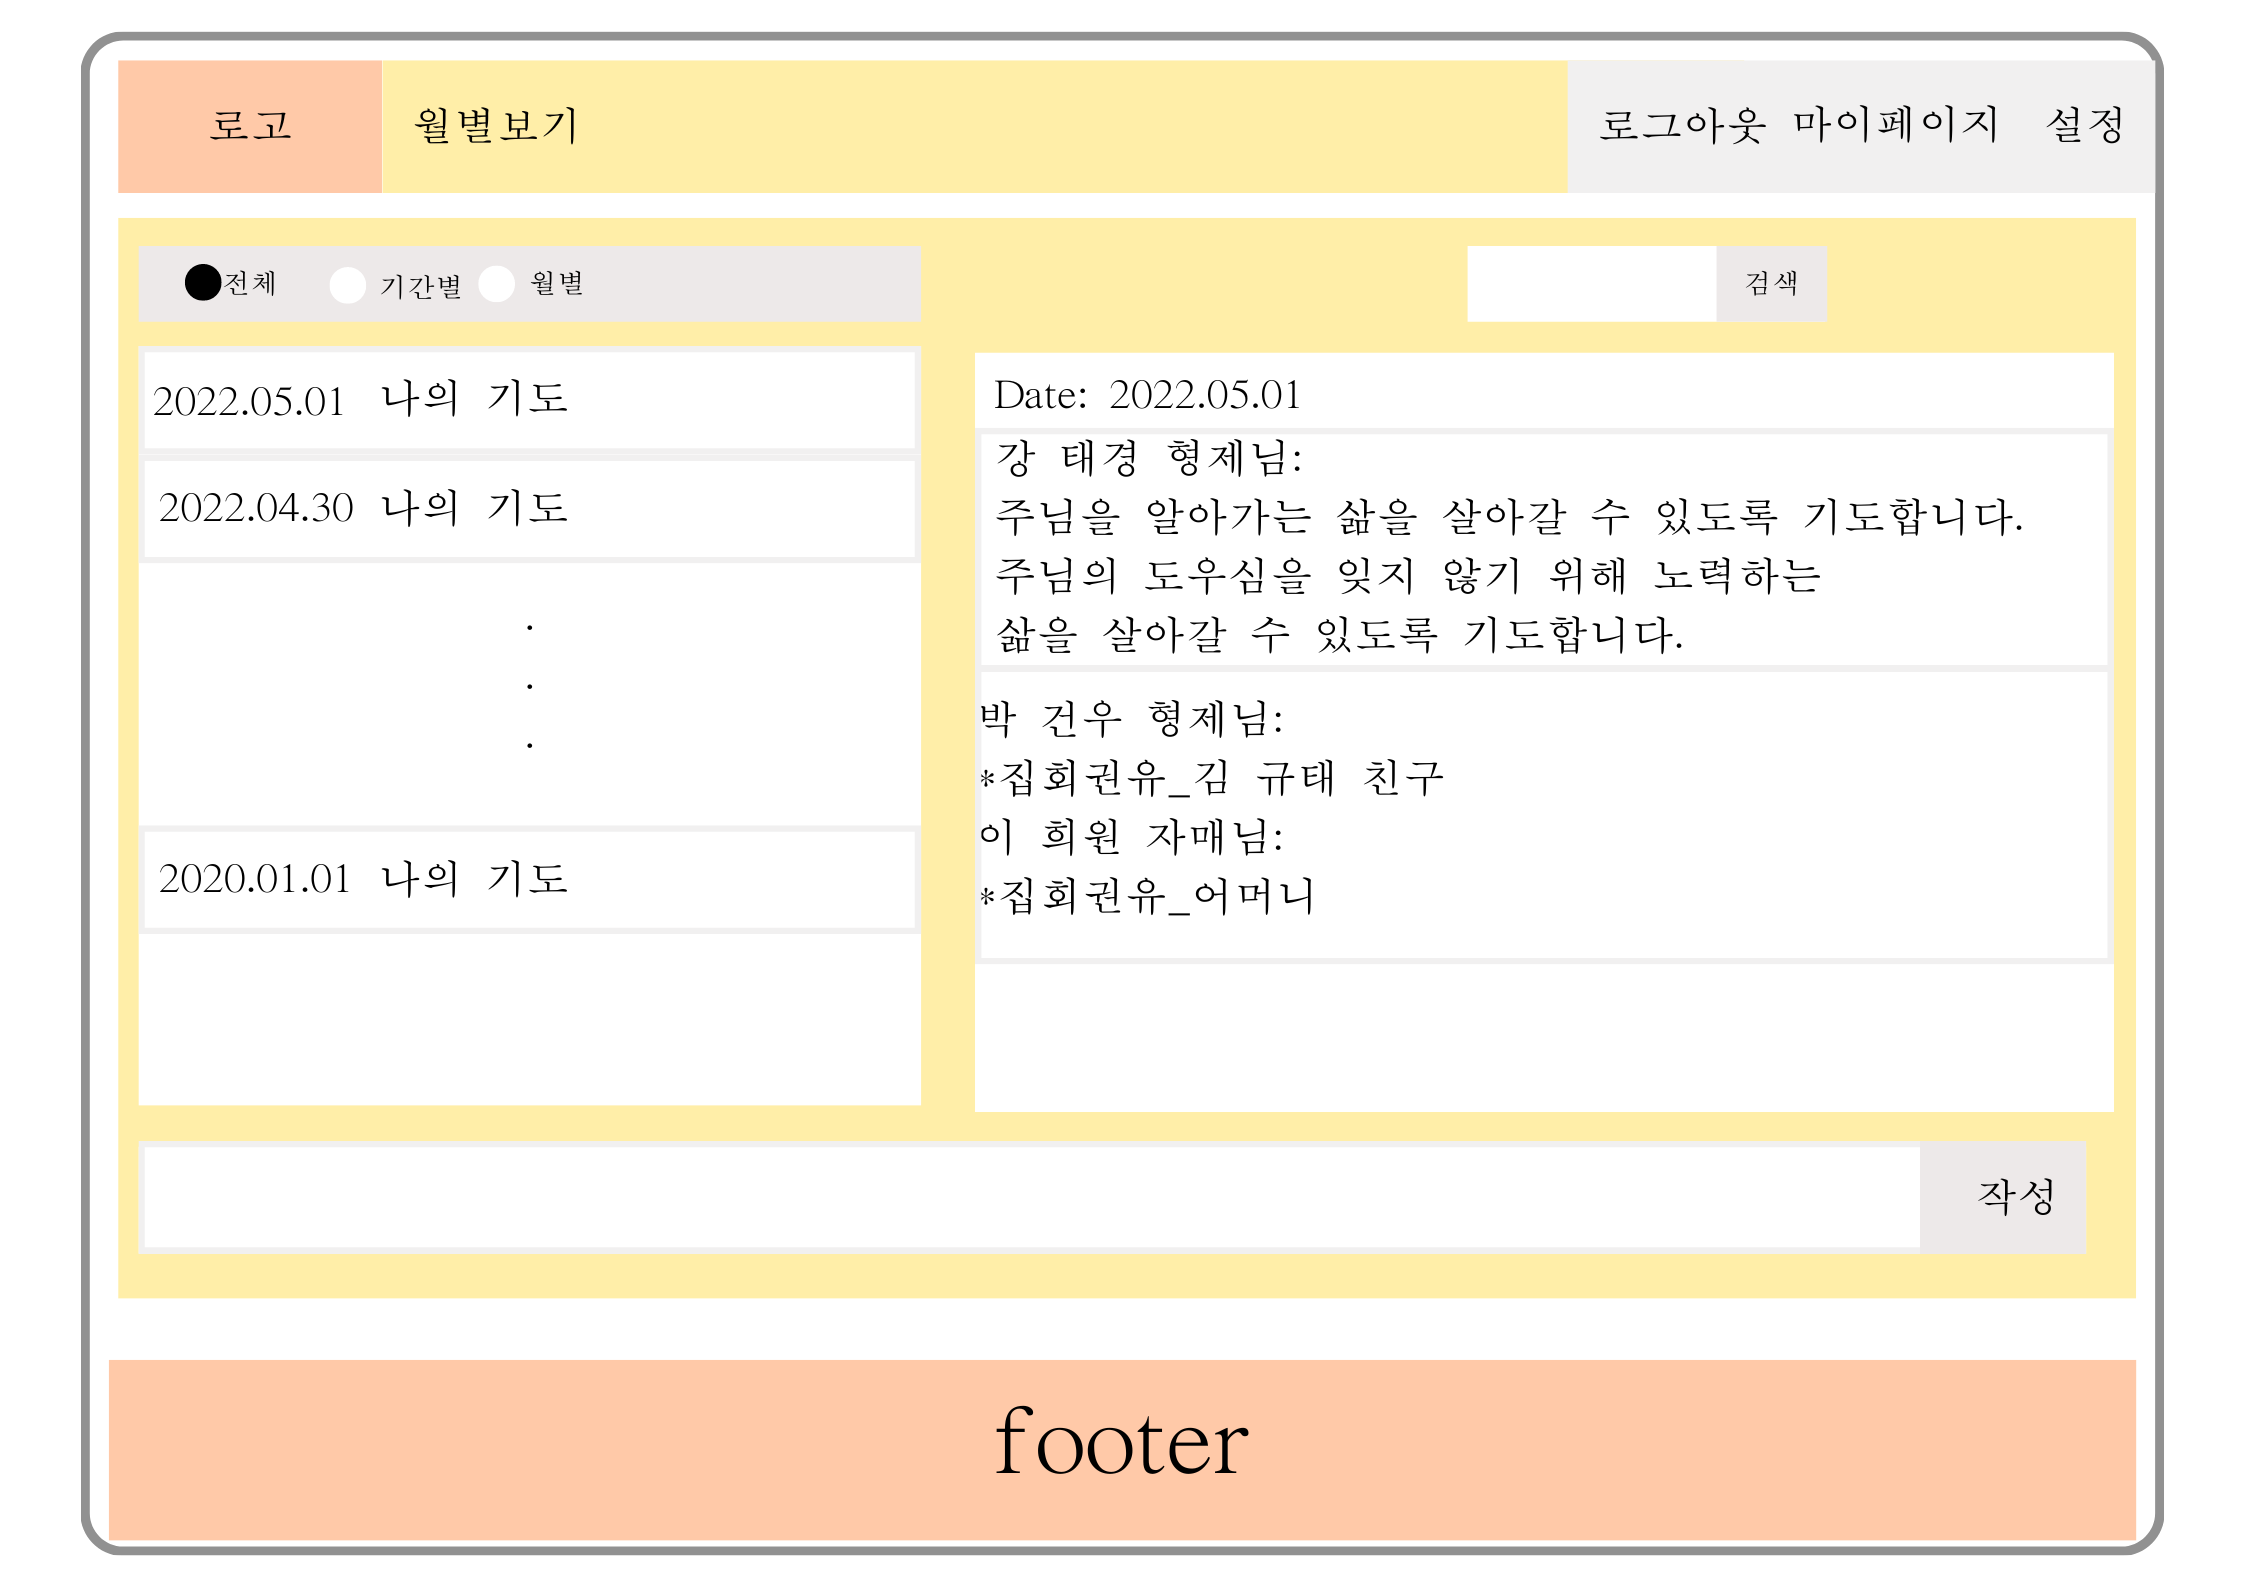 로고
월별보기
로그아웃 마이페이지 설정
전체 기간별 월별
검색
2022.05.01 나의 기도
2022.04.30 나의 기도
.
.
.
2020.01.01 나의 기도
Date: 2022.05.01
강 태경 형제님:
주님을 알아가는 삶을 살아갈 수 있도록 기도합니다.
주님의 도우심을 잊지 않기 위해 노력하는
삶을 살아갈 수 있도록 기도합니다.
박 건우 형제님:
*집회권유_김 규태 친구
이 희원 자매님:
*집회권유_어머니
작성
footer